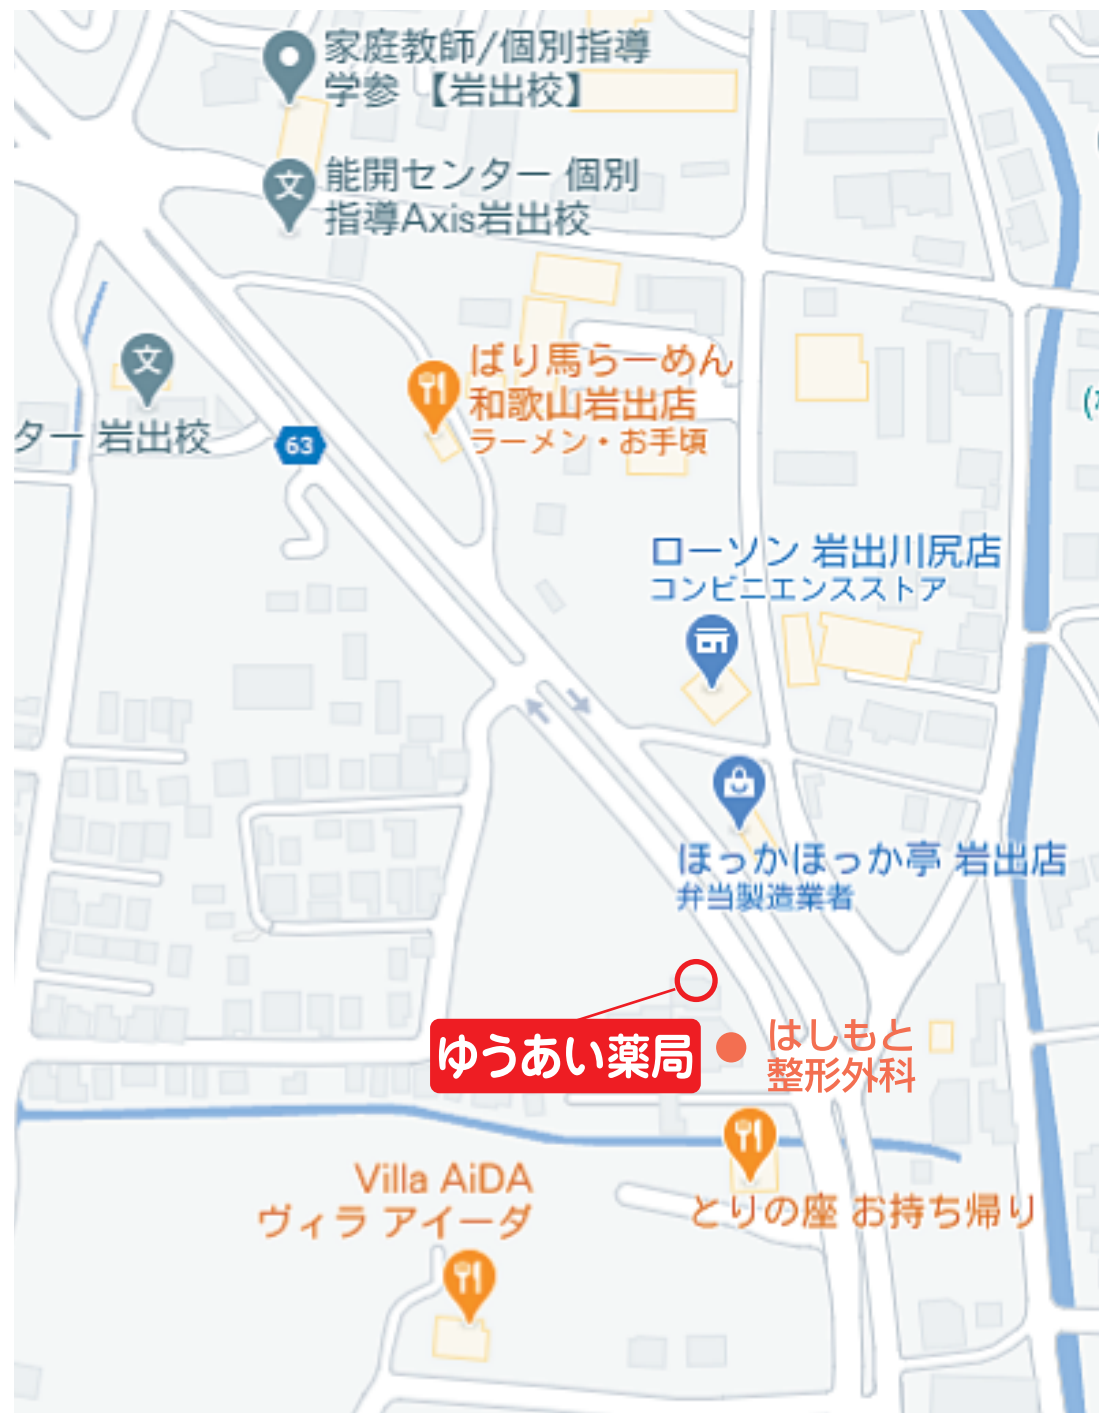 家庭教師/個別指導
学参 【岩出校】
文
能開センター 個別
指導Axis岩出校
ばり馬らーめん
和歌山岩出店
ラーメン・お手頃
文
ター 岩出校
63
ローソン 岩出川尻店
コンビニエンスストア
ほっかほっか亭 岩出店
弁当製造業者
ゆうあい薬局
はしもと
整形外科
Villa AiDA
ヴィラ アイーダ
とりの座 お持ち帰り